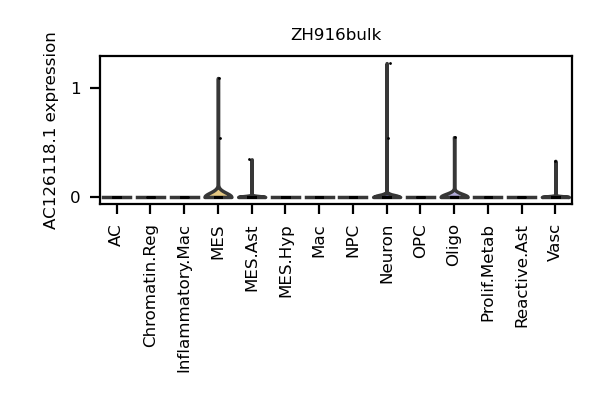 ZH916bulk
AC126118.1 expression
1
0
AC
Chromatin.Reg
Inflammatory.Mac
MES
MES.Ast
MES.Hyp
Mac
NPC
Neuron
OPC
Oligo
Prolif.Metab
Reactive.Ast
Vasc